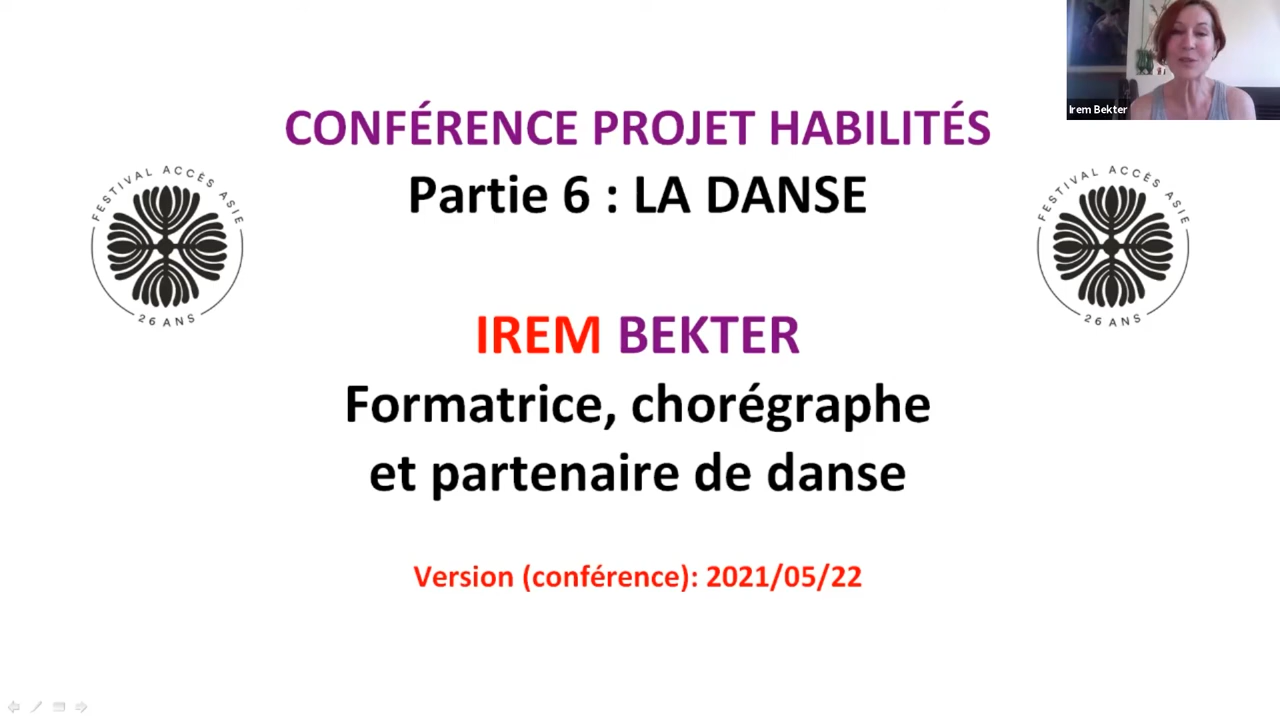 Irem Bekter
CONFÉRENCE PROJET HABILITÉS
Partie 6 : LA DANSE
FESTIVAL ACCÈS ASIE
26 ANS
FESTIVAL ACCÈS ASIE
26 ANS
IREM BEKTER
Formatrice, chorégraphe
et partenaire de danse
Version (conférence): 2021/05/22